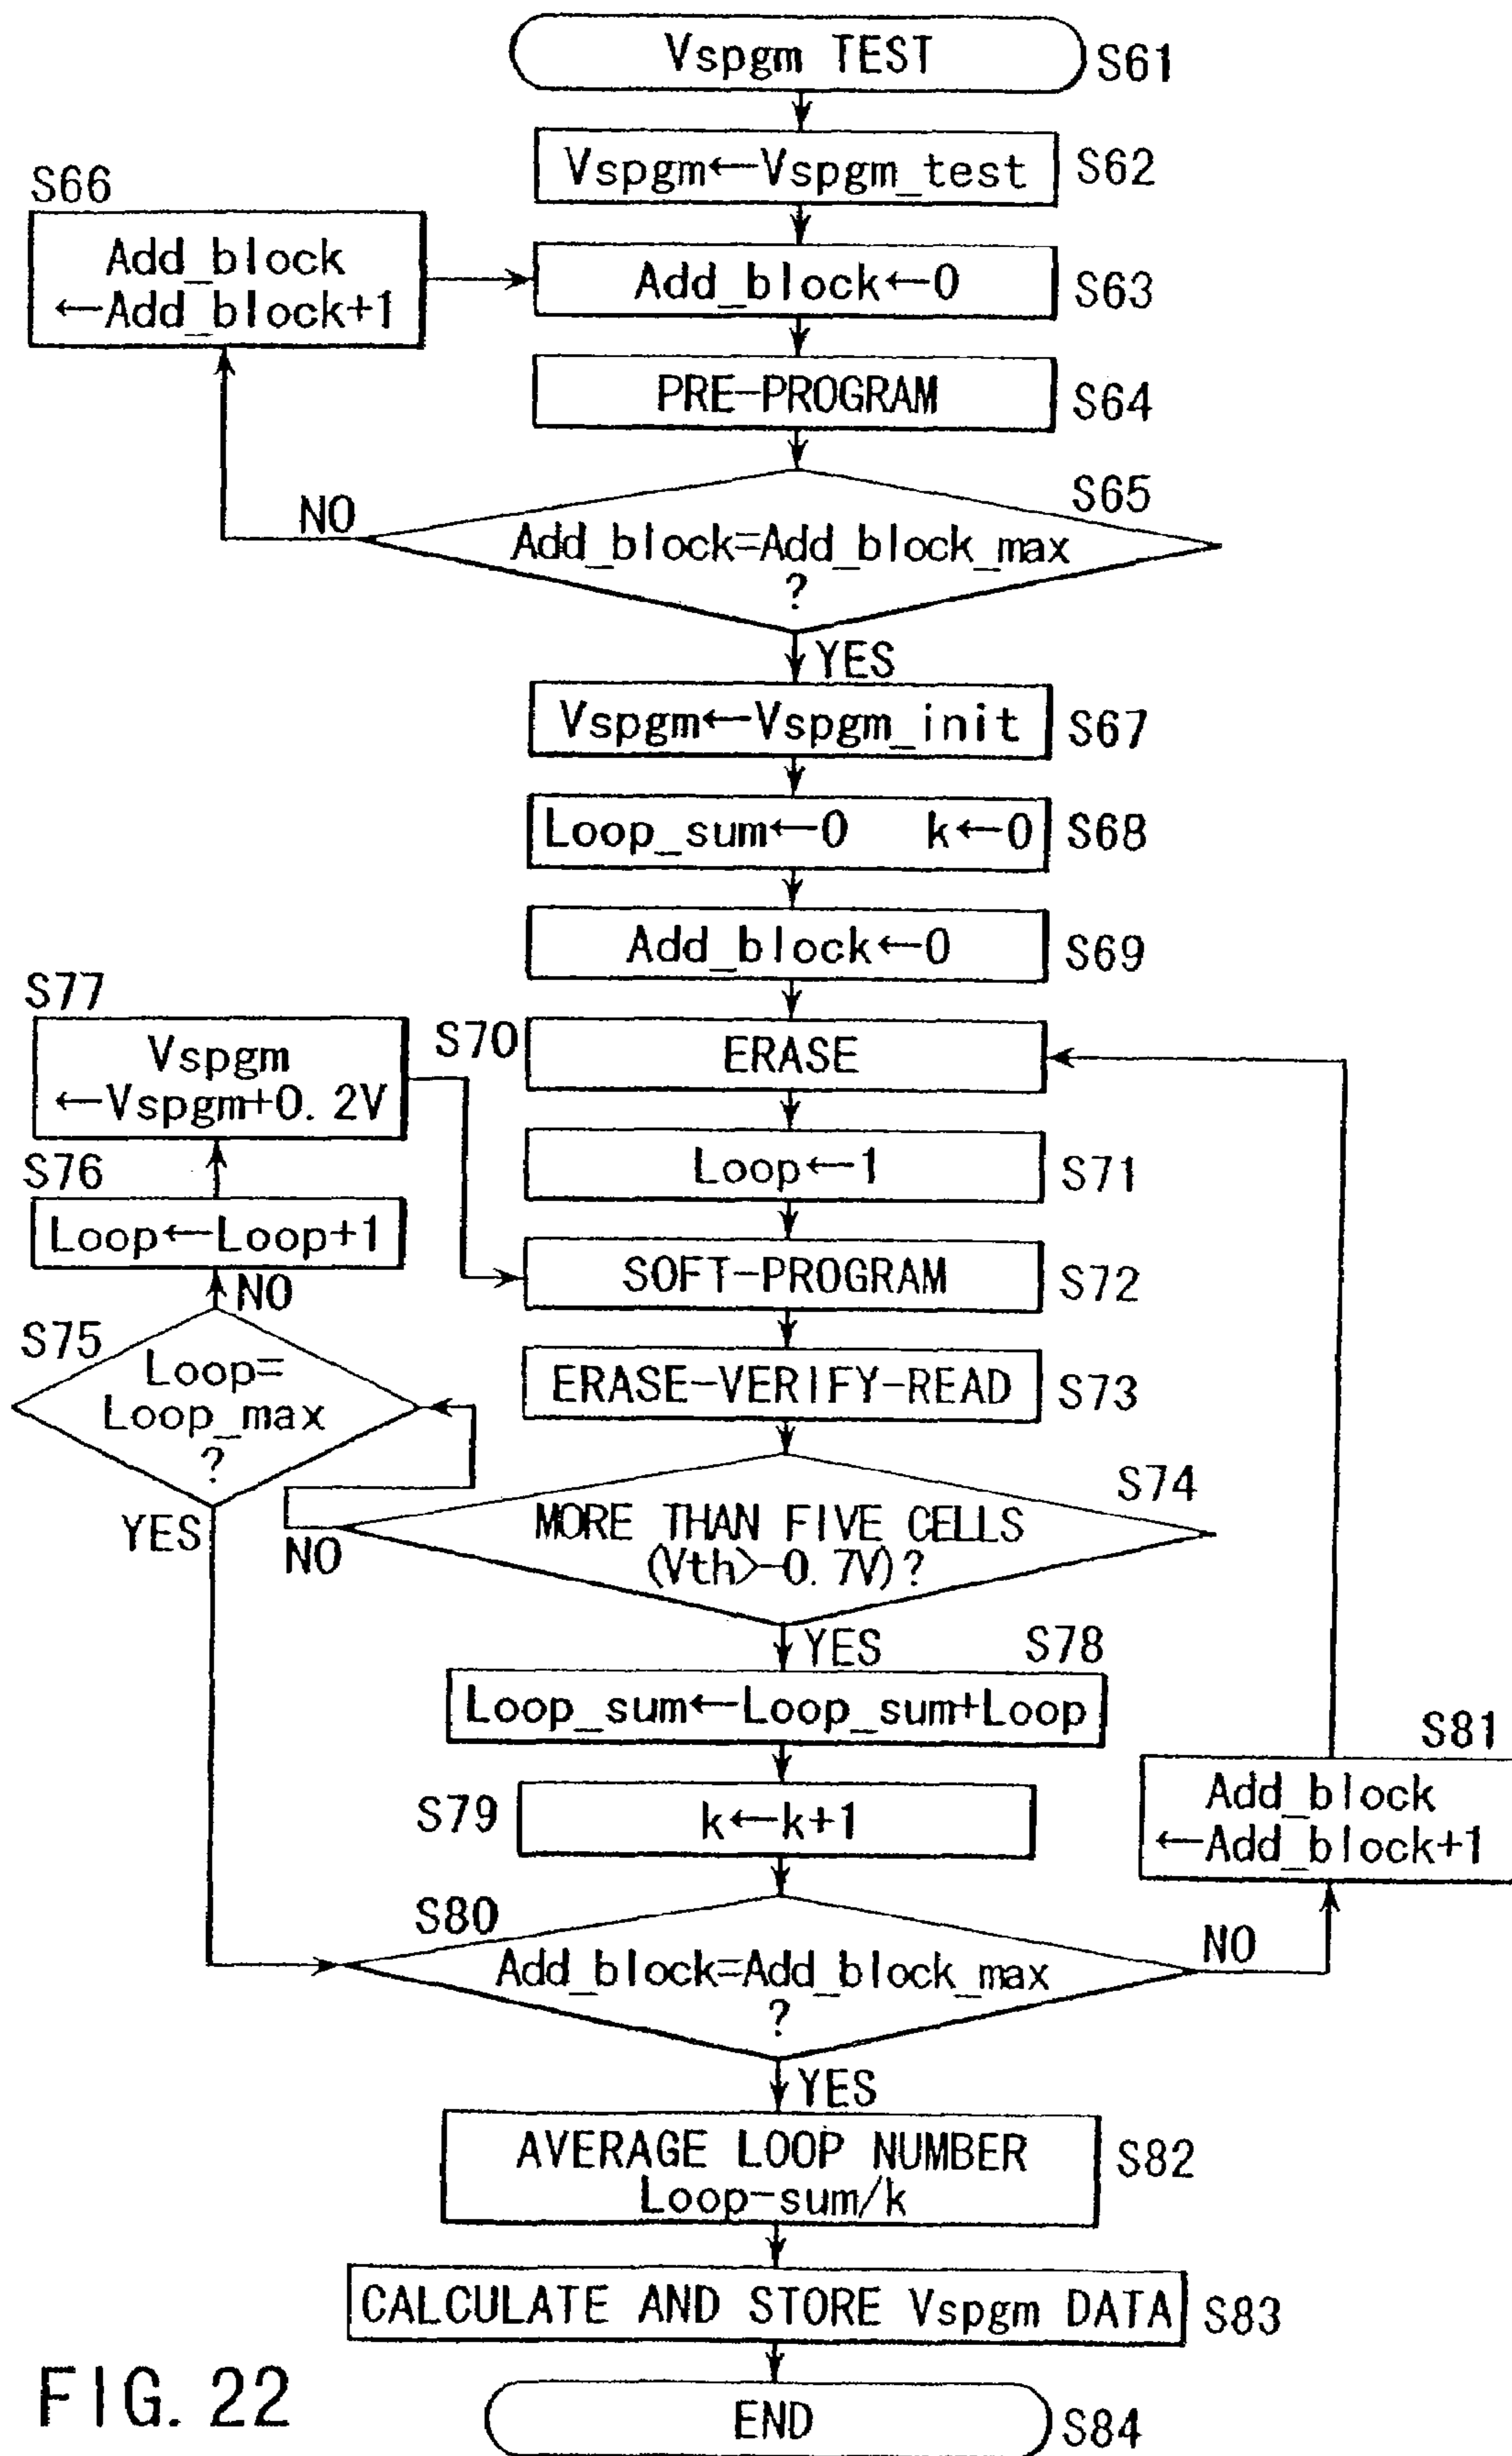 Vspgm TEST
S61
Vspgm←Vspgm_test
S62
S66
Add_block
←Add_block+1
Add_block←0
S63
PRE-PROGRAM
S64
S65
NO
Add_block=Add_block_max
?
YES
Vspgm←Vspgm_init
S67
Loop_sum←0 k←0
S68
Add_block←0
S69
S77
Vspgm
←Vspgm+0.2V
S70
ERASE
Loop←1
S71
S76
Loop←Loop+1
NO
SOFT-PROGRAM
S72
S75
Loop=
Loop_max
?
YES
ERASE-VERIFY-READ
S73
S74
MORE THAN FIVE CELLS
(Vth>-0.7V)?
NO
YES
S78
Loop_sum←Loop_sum+Loop
S81
Add_block
←Add_block+1
S79
k←k+1
S80
Add_block=Add_block_max
?
NO
YES
AVERAGE LOOP NUMBER
Loop-sum/k
S82
CALCULATE AND STORE Vspgm DATA
S83
END
S84
FIG. 22